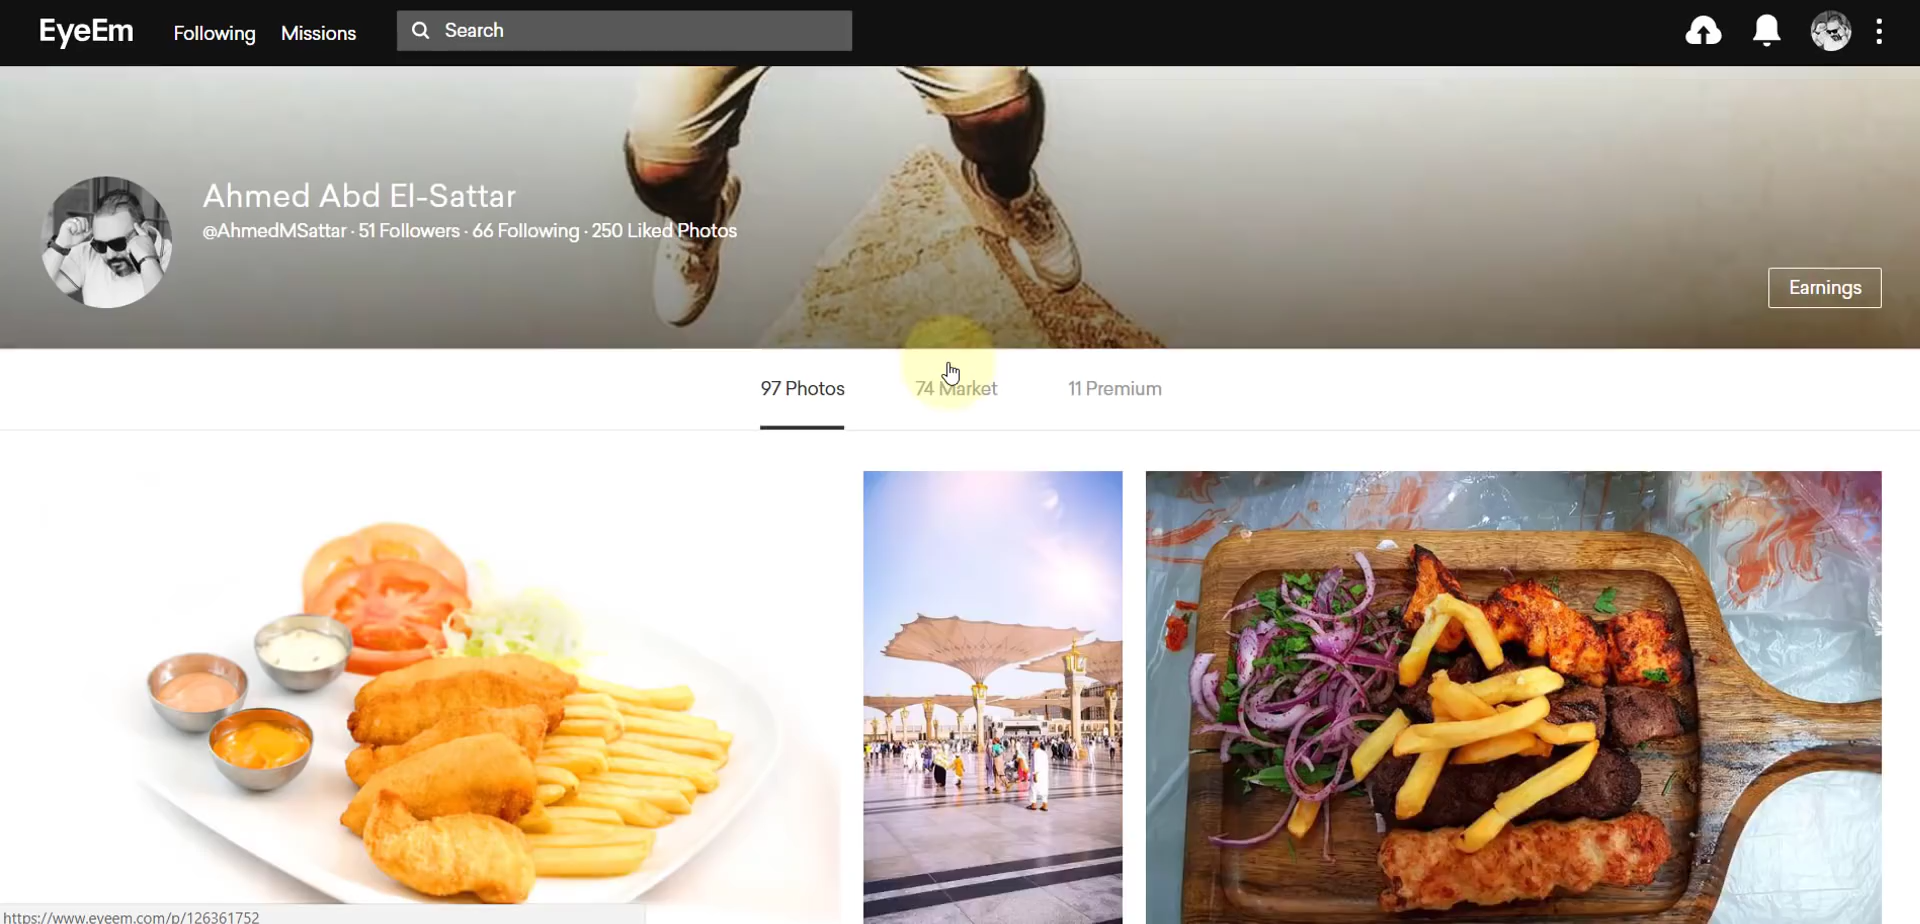 EyeEm
Following
Missions
Search
Ahmed Abd El-Sattar
@AhmedMSattar · 51 Followers · 66 Following · 250 Liked Photos
Earnings
97 Photos
74 Market
11 Premium
https://www.eyeem.com/p/126361752